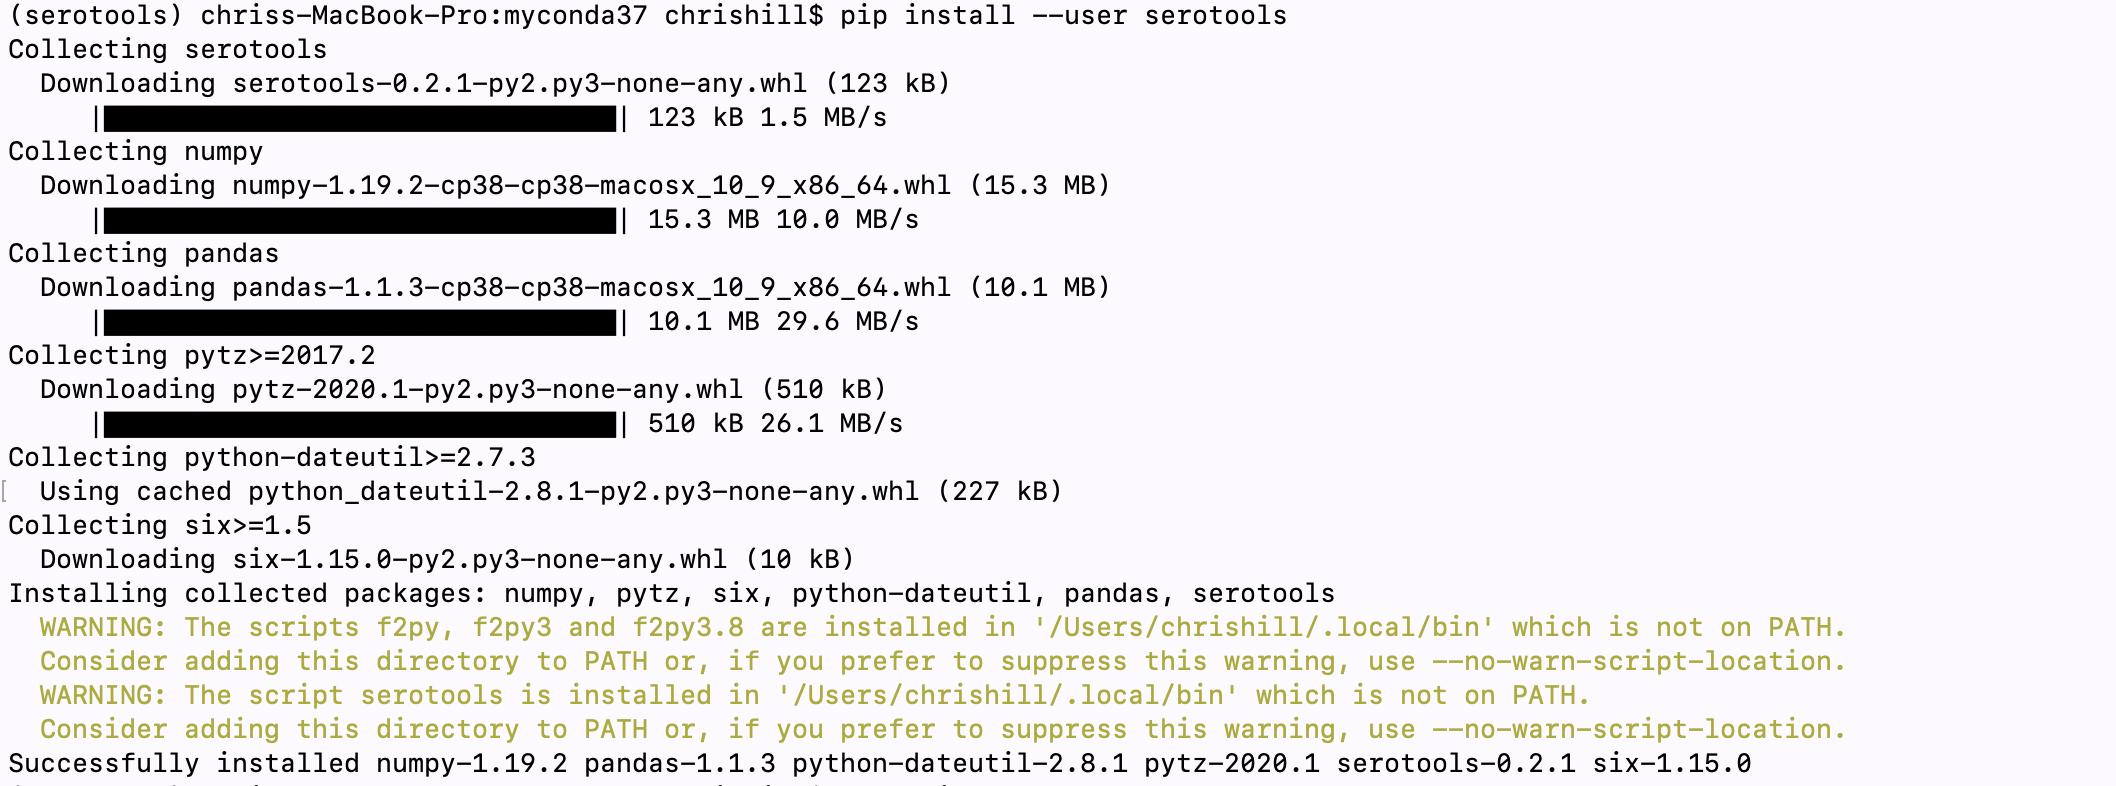 (serotools) chriss-MacBook-Pro:myconda37 chrishill$ pip install --user serotools
Collecting serotools
  Downloading serotools-0.2.1-py2.py3-none-any.whl (123 kB)
     |████████████████████████████████| 123 kB 1.5 MB/s
Collecting numpy
  Downloading numpy-1.19.2-cp38-cp38-macosx_10_9_x86_64.whl (15.3 MB)
     |████████████████████████████████| 15.3 MB 10.0 MB/s
Collecting pandas
  Downloading pandas-1.1.3-cp38-cp38-macosx_10_9_x86_64.whl (10.1 MB)
     |████████████████████████████████| 10.1 MB 29.6 MB/s
Collecting pytz>=2017.2
  Downloading pytz-2020.1-py2.py3-none-any.whl (510 kB)
     |████████████████████████████████| 510 kB 26.1 MB/s
Collecting python-dateutil>=2.7.3
[  Using cached python_dateutil-2.8.1-py2.py3-none-any.whl (227 kB)
Collecting six>=1.5
  Downloading six-1.15.0-py2.py3-none-any.whl (10 kB)
Installing collected packages: numpy, pytz, six, python-dateutil, pandas, serotools
  WARNING: The scripts f2py, f2py3 and f2py3.8 are installed in '/Users/chrishill/.local/bin' which is not on PATH.
  Consider adding this directory to PATH or, if you prefer to suppress this warning, use --no-warn-script-location.
  WARNING: The script serotools is installed in '/Users/chrishill/.local/bin' which is not on PATH.
  Consider adding this directory to PATH or, if you prefer to suppress this warning, use --no-warn-script-location.
Successfully installed numpy-1.19.2 pandas-1.1.3 python-dateutil-2.8.1 pytz-2020.1 serotools-0.2.1 six-1.15.0